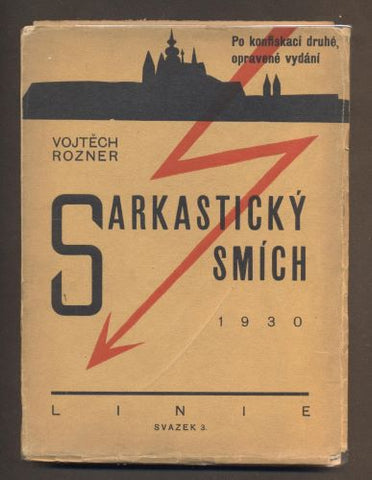 Po konfiskaci druhé,
opravené vydání
VOJTĚCH
ROZNER
SARKASTICKÝ
SMÍCH
1930
LINIE
SVAZEK 3.